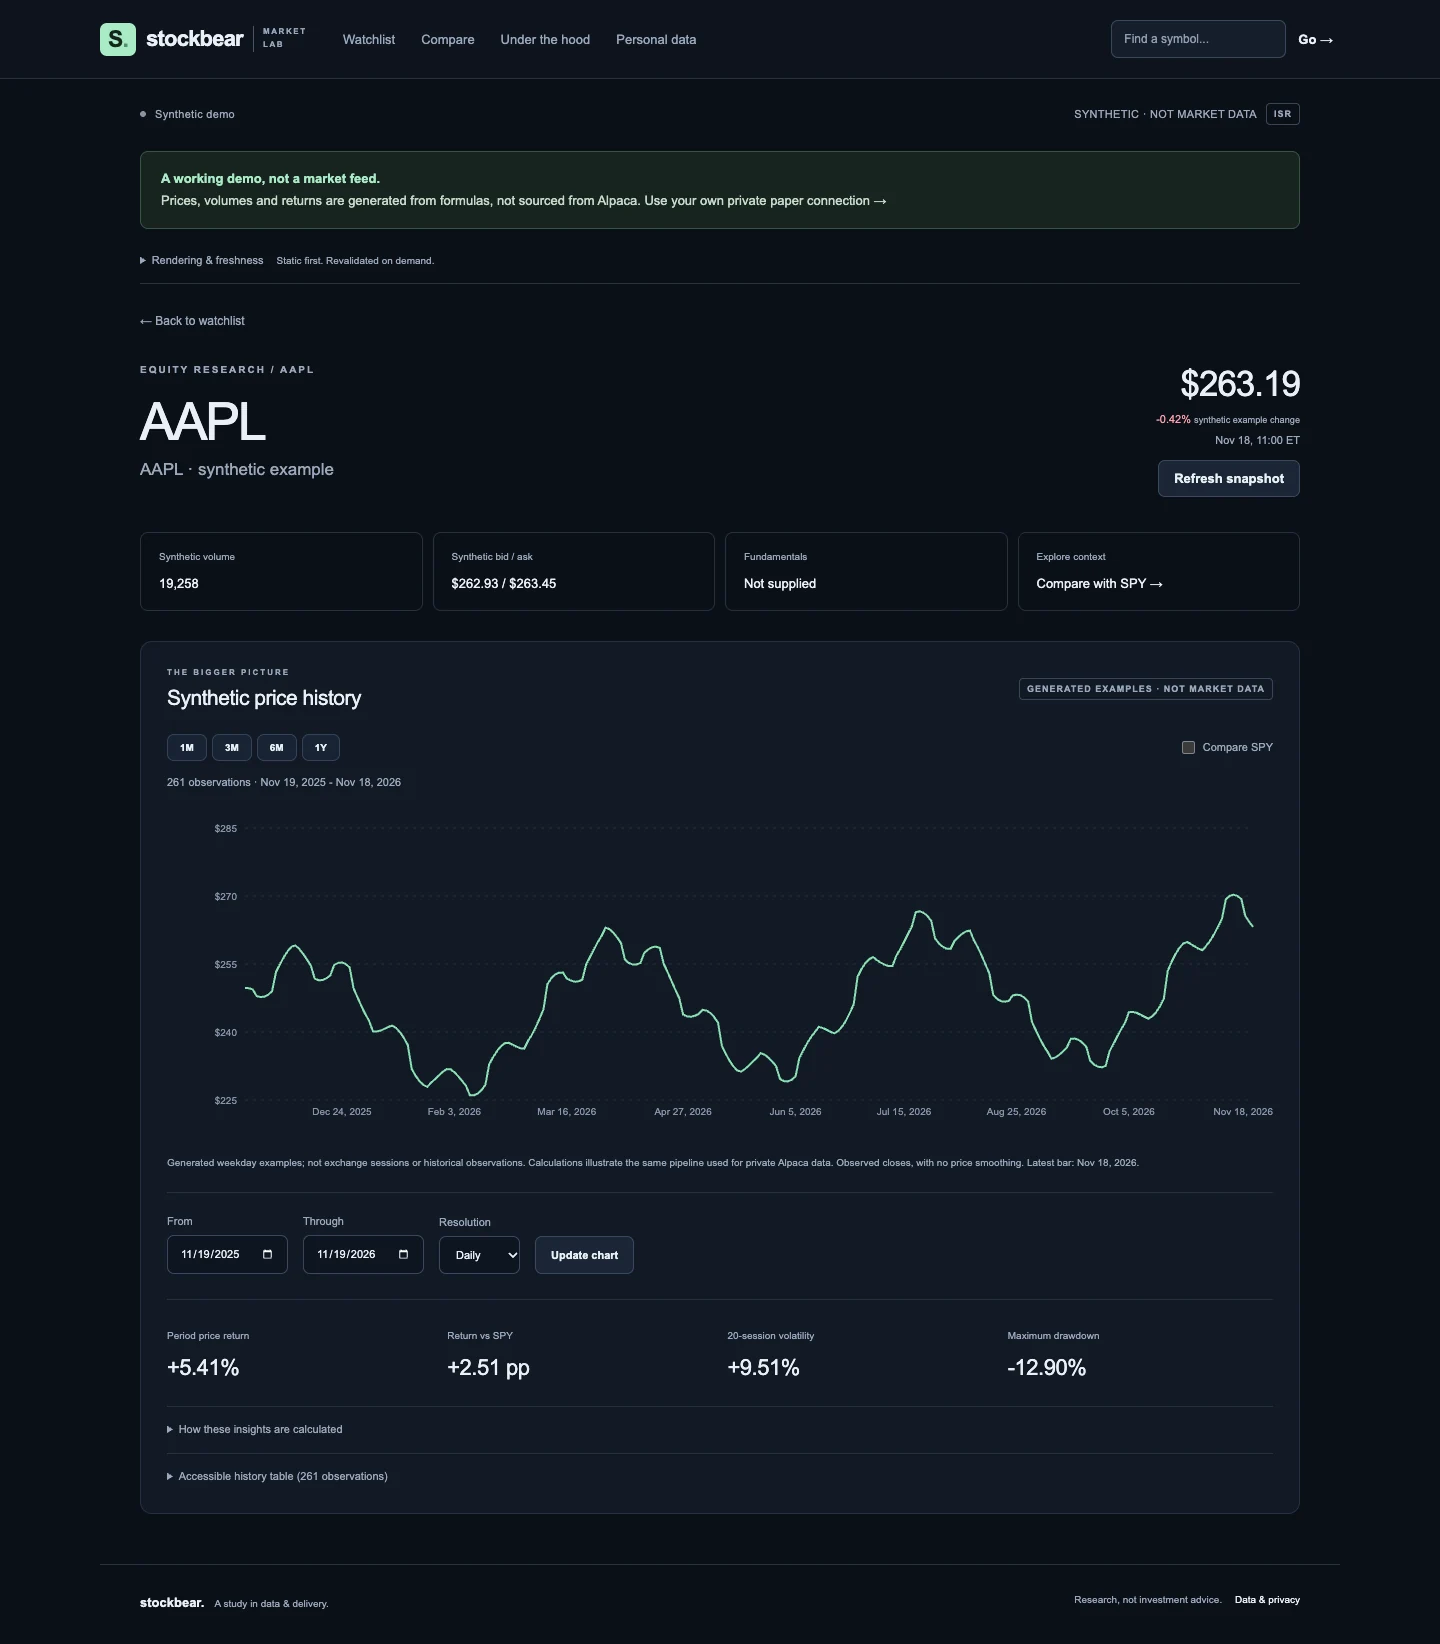 S. stockbear MARKET LAB Watchlist Compare Under the hood Personal data Find a symbol... Go →
Synthetic demo SYNTHETIC · NOT MARKET DATA ISR
A working demo, not a market feed.
Prices, volumes and returns are generated from formulas, not sourced from Alpaca. Use your own private paper connection →
Rendering & freshness Static first. Revalidated on demand.
← Back to watchlist
EQUITY RESEARCH / AAPL
AAPL
AAPL · synthetic example
$263.19
-0.42% synthetic example change
Nov 18, 11:00 ET
Refresh snapshot
Synthetic volume
19,258
Synthetic bid / ask
$262.93 / $263.45
Fundamentals
Not supplied
Explore context
Compare with SPY →
THE BIGGER PICTURE
Synthetic price history
GENERATED EXAMPLES · NOT MARKET DATA
1M 3M 6M 1Y Compare SPY
261 observations · Nov 19, 2025 - Nov 18, 2026
$285
$270
$255
$240
$225
Dec 24, 2025 Feb 3, 2026 Mar 16, 2026 Apr 27, 2026 Jun 5, 2026 Jul 15, 2026 Aug 25, 2026 Oct 5, 2026 Nov 18, 2026
Generated weekday examples; not exchange sessions or historical observations. Calculations illustrate the same pipeline used for private Alpaca data. Observed closes, with no price smoothing. Latest bar: Nov 18, 2026.
From Through Resolution
11/19/2025 11/19/2026 Daily Update chart
Period price return Return vs SPY 20-session volatility Maximum drawdown
+5.41% +2.51 pp +9.51% -12.90%
How these insights are calculated
Accessible history table (261 observations)
stockbear. A study in data & delivery. Research, not investment advice. Data & privacy